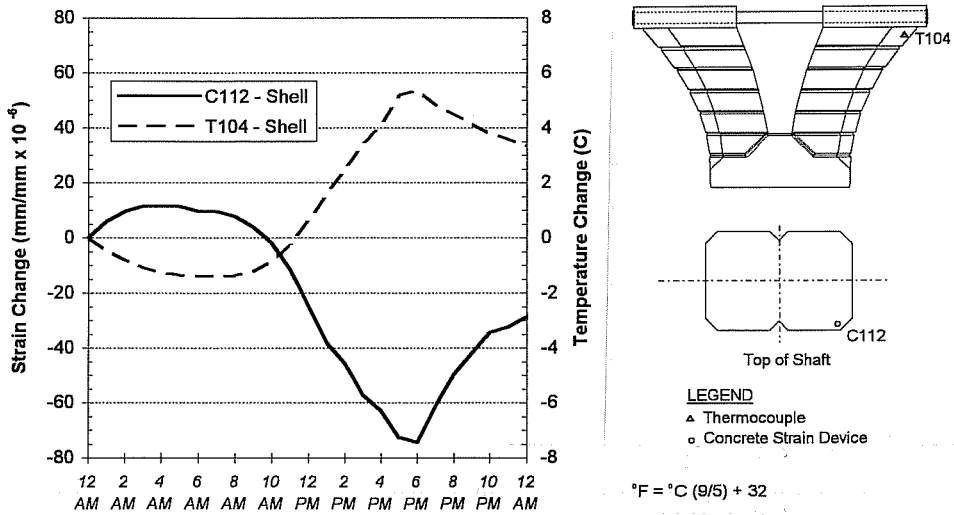 80
60
40
20
0
-20
-40
-60
-80
Strain Change (mm/mm x 10 -6)
C112 - Shell
T104 - Shell
8
6
4
2
0
-2
-4
-6
-8
Temperature Change (C)
12 2 4 6 8 10 12 2 4 6 8 10 12
AM AM AM AM AM AM PM PM PM PM PM PM AM
T104
C112
Top of Shaft
LEGEND
Thermocouple
Concrete Strain Device
°F = °C (9/5) + 32